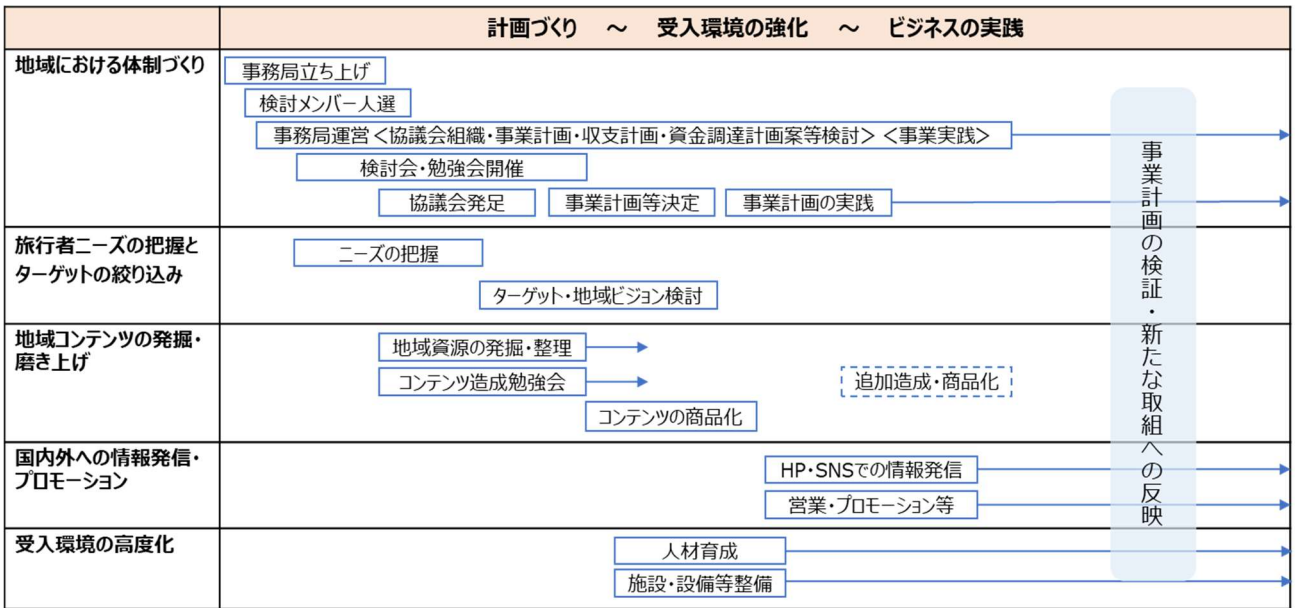 計画づくり ～ 受入環境の強化 ～ ビジネスの実践
地域における体制づくり
事務局立ち上げ
検討メンバー人選
事務局運営＜協議会組織・事業計画・収支計画・資金調達計画案等検討＞＜事業実践＞
検討会・勉強会開催
協議会発足
事業計画等決定
事業計画の実践
旅行者ニーズの把握と
ターゲットの絞り込み
ニーズの把握
ターゲット・地域ビジョン検討
地域コンテンツの発掘・
磨き上げ
地域資源の発掘・整理
コンテンツ造成勉強会
追加造成・商品化
コンテンツの商品化
国内外への情報発信・
プロモーション
HP・SNSでの情報発信
営業・プロモーション等
受入環境の高度化
人材育成
施設・設備等整備
事業計画の検証・新たな取組への反映